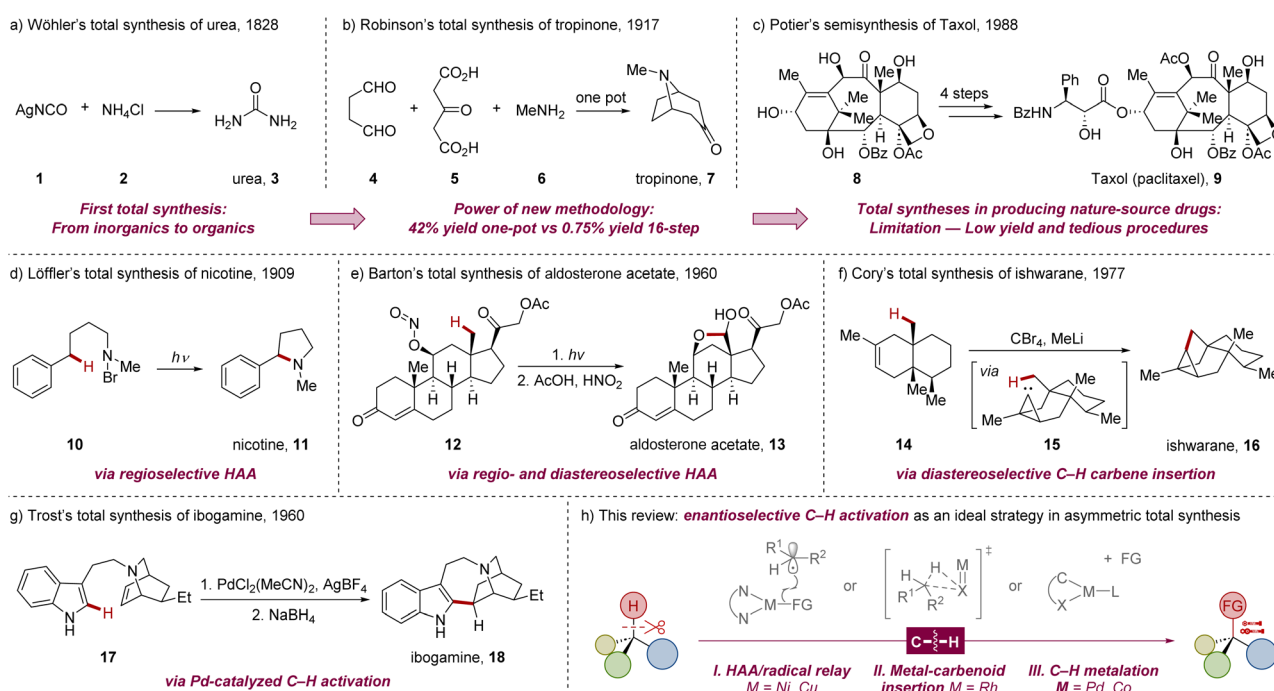 a) Wöhler's total synthesis of urea, 1828
AgNCO + NH4Cl
O
H2N NH2
1 2 urea, 3
First total synthesis:
From inorganics to organics
b) Robinson's total synthesis of tropinone, 1917
CHO
CHO
+
CO2H
O
CO2H
+
MeNH2
one pot
Me N
O
4 5 6 tropinone, 7
Power of new methodology:
42% yield one-pot vs 0.75% yield 16-step
c) Potier's semisynthesis of Taxol, 1988
OH O OH
Me Me
HO Me
Me
H O
OH OBz OAc
4 steps
AcO O OH
Ph Me Me
BzHN O O Me
OH Me
H O
OH OBz OAc
8 Taxol (paclitaxel), 9
Total syntheses in producing nature-source drugs:
Limitation — Low yield and tedious procedures
d) Löffler's total synthesis of nicotine, 1909
H N Me
Br
hν
N
Me
10 nicotine, 11
via regioselective HAA
e) Barton's total synthesis of aldosterone acetate, 1960
O N O H O OAc
Me H
H H
O
1. hν
2. AcOH, HNO2
HO O OAc
O
Me H
H H
O
12 aldosterone acetate, 13
via regio- and diastereoselective HAA
f) Cory's total synthesis of ishwarane, 1977
H
Me
Me
Me
CBr4, MeLi
via
H Me
Me Me
Me
Me Me
14 15 ishwarane, 16
via diastereoselective C–H carbene insertion
g) Trost's total synthesis of ibogamine, 1960
N
Et
H
N
H
1. PdCl2(MeCN)2, AgBF4
2. NaBH4
N
Et
N
H H
17 ibogamine, 18
via Pd-catalyzed C–H activation
h) This review: enantioselective C–H activation as an ideal strategy in asymmetric total synthesis
R1 C R2
N M FG
N
or
H H M
C X
R1 R2
‡
or
+ FG
C M L
X
H
C H
FG
I. HAA/radical relay
M = Ni, Cu
II. Metal-carbenoid
insertion M = Rh
III. C–H metalation
M = Pd, Co